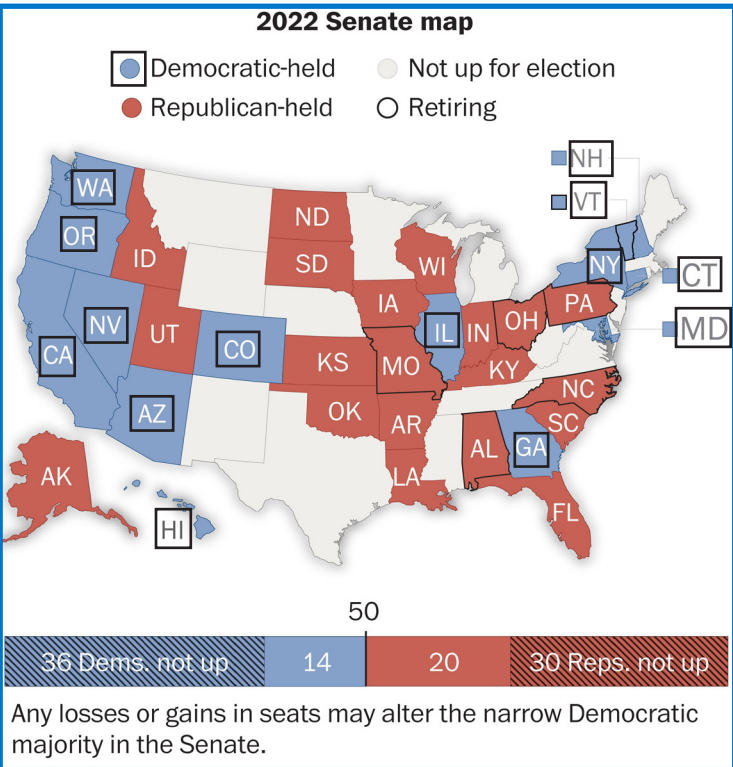 2022 Senate map
Democratic-held
Not up for election
Republican-held
Retiring
NH
WA
VT
ND
OR
NY
ID
SD
WI
CT
IA
PA
NV
UT
OH
MD
IL
IN
CO
CA
KS
MO
KY
NC
AZ
OK
AR
SC
AL
GA
AK
LA
FL
HI
50
36 Dems. not up
14
20
30 Reps. not up
Any losses or gains in seats may alter the narrow Democratic
majority in the Senate.